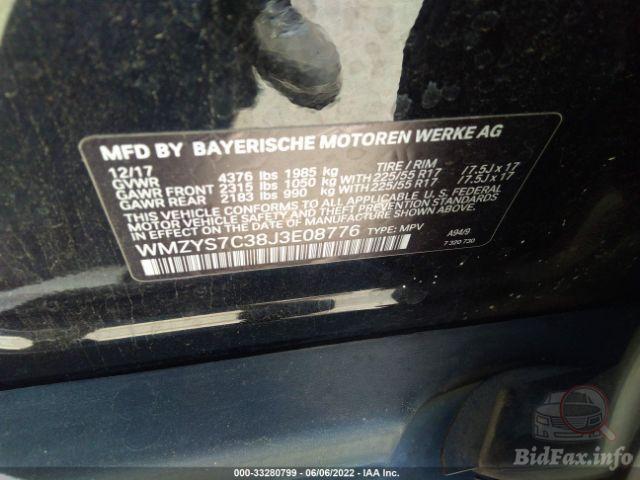 MFD BY BAYERISCHE MOTOREN WERKE AG
12/17 TIRE / RIM
GVWR 4376 lbs 1985 kg
GAWR FRONT 2315 lbs 1050 kg WITH 225/55 R17 /7.5J x 17
GAWR REAR 2183 lbs 990 kg WITH 225/55 R17 /7.5J x 17
THIS VEHICLE CONFORMS TO ALL APPLICABLE U. S. FEDERAL
MOTOR VEHICLE SAFETY, BUMPER, AND THEFT PREVENTION STANDARDS
IN EFFECT ON THE DATE OF MANUFACTURE SHOWN ABOVE.
WMZYS7C38J3E08776 TYPE: MPV
A94/9
7 320 730
BidFax.info
000-33280799 - 06/06/2022 - IAA Inc.